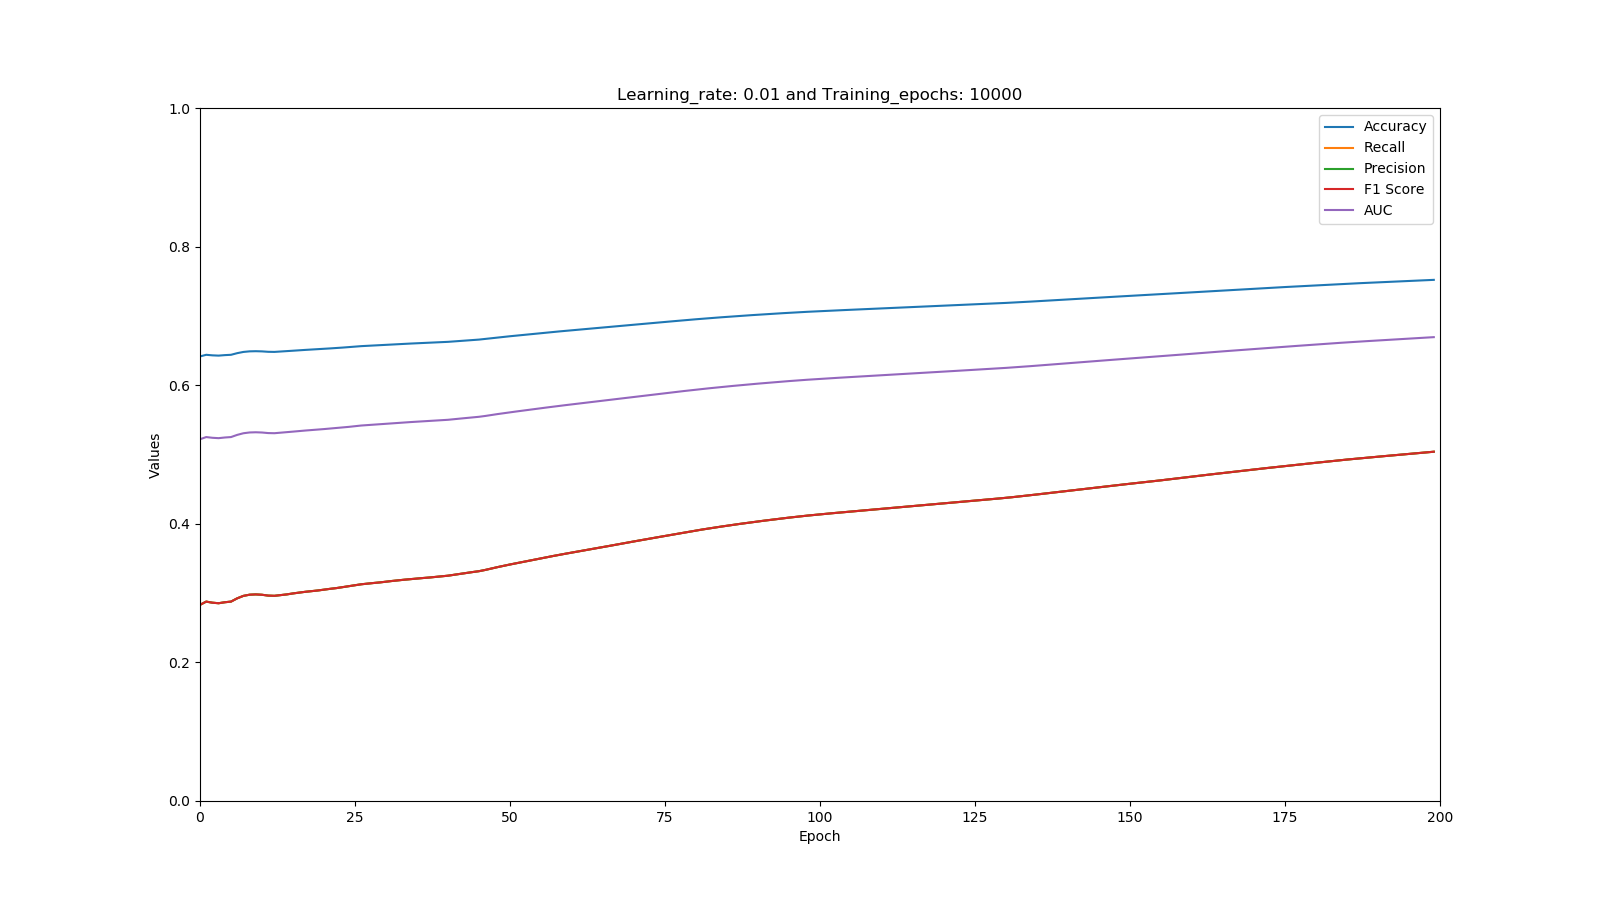 Learning_rate: 0.01 and Training_epochs: 10000
1.0
0.8
0.6
0.4
0.2
0.0
Values
Accuracy
Recall
Precision
F1 Score
AUC
0 25 50 75 100 125 150 175 200
Epoch